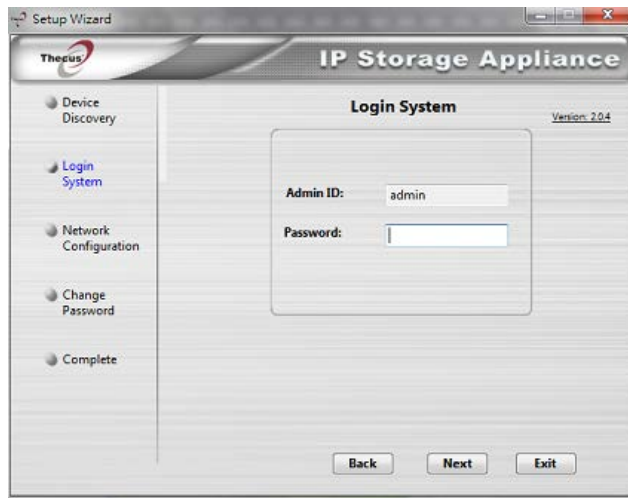 Setup Wizard
Thecus
IP Storage Appliance
Device
Discovery
Login
System
Network
Configuration
Change
Password
Complete
Login System
Version: 2.0.4
Admin ID:
admin
Password:
Back
Next
Exit